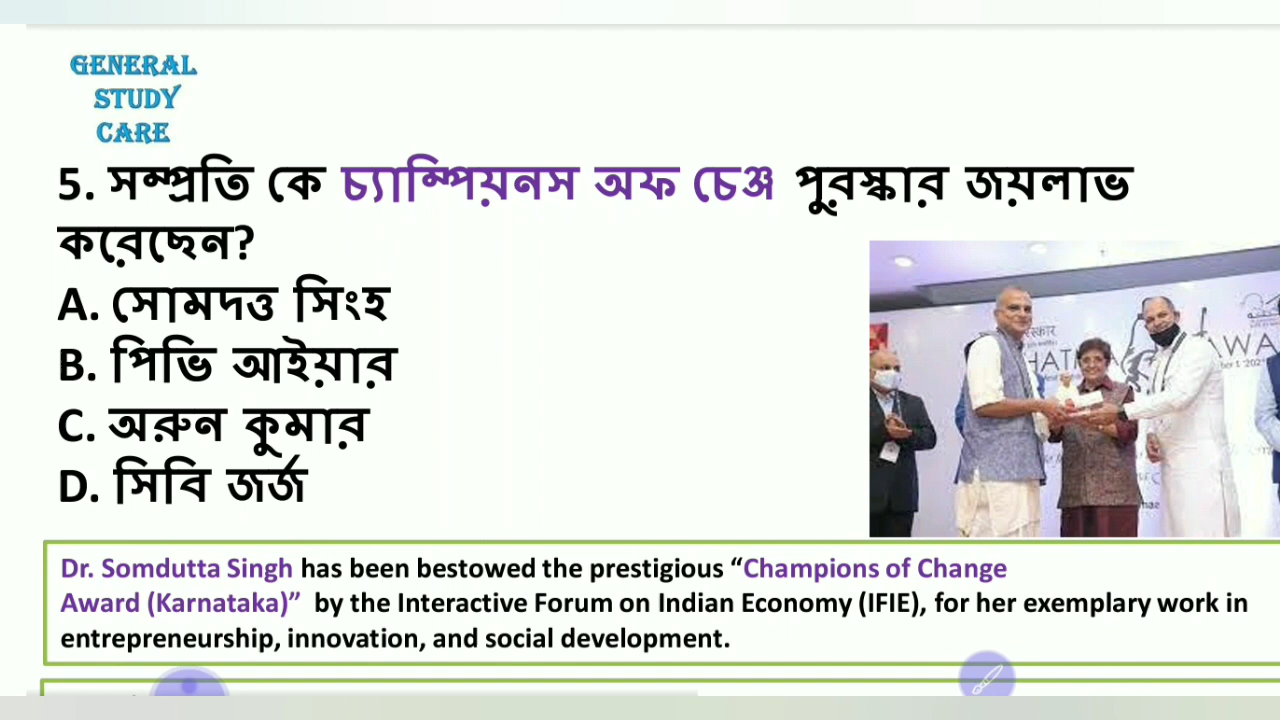 GENERAL
STUDY
CARE
5. সম্প্রতি কে চ্যাম্পিয়নস অফ চেঞ্জ পুরস্কার জয়লাভ
করেছেন?
A. সোমদত্ত সিংহ
B. পিভি আইয়ার
C. অরুন কুমার
D. সিবি জর্জ
Dr. Somdutta Singh has been bestowed the prestigious “Champions of Change
Award (Karnataka)” by the Interactive Forum on Indian Economy (IFIE), for her exemplary work in
entrepreneurship, innovation, and social development.